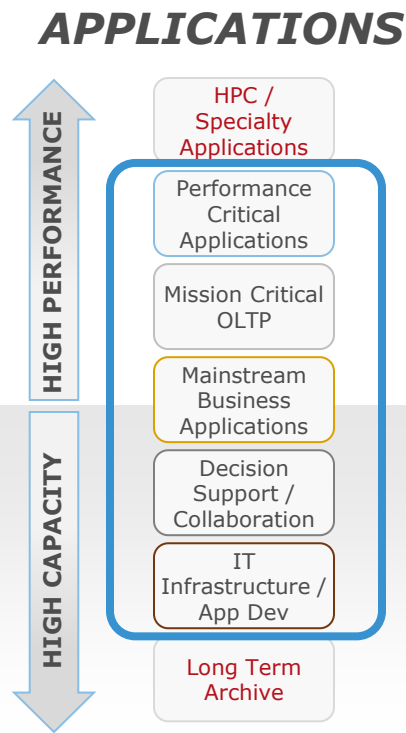 APPLICATIONS
HIGH PERFORMANCE
HPC /
Specialty
Applications
Performance
Critical
Applications
Mission Critical
OLTP
Mainstream
Business
Applications
HIGH CAPACITY
Decision
Support /
Collaboration
IT
Infrastructure /
App Dev
Long Term
Archive